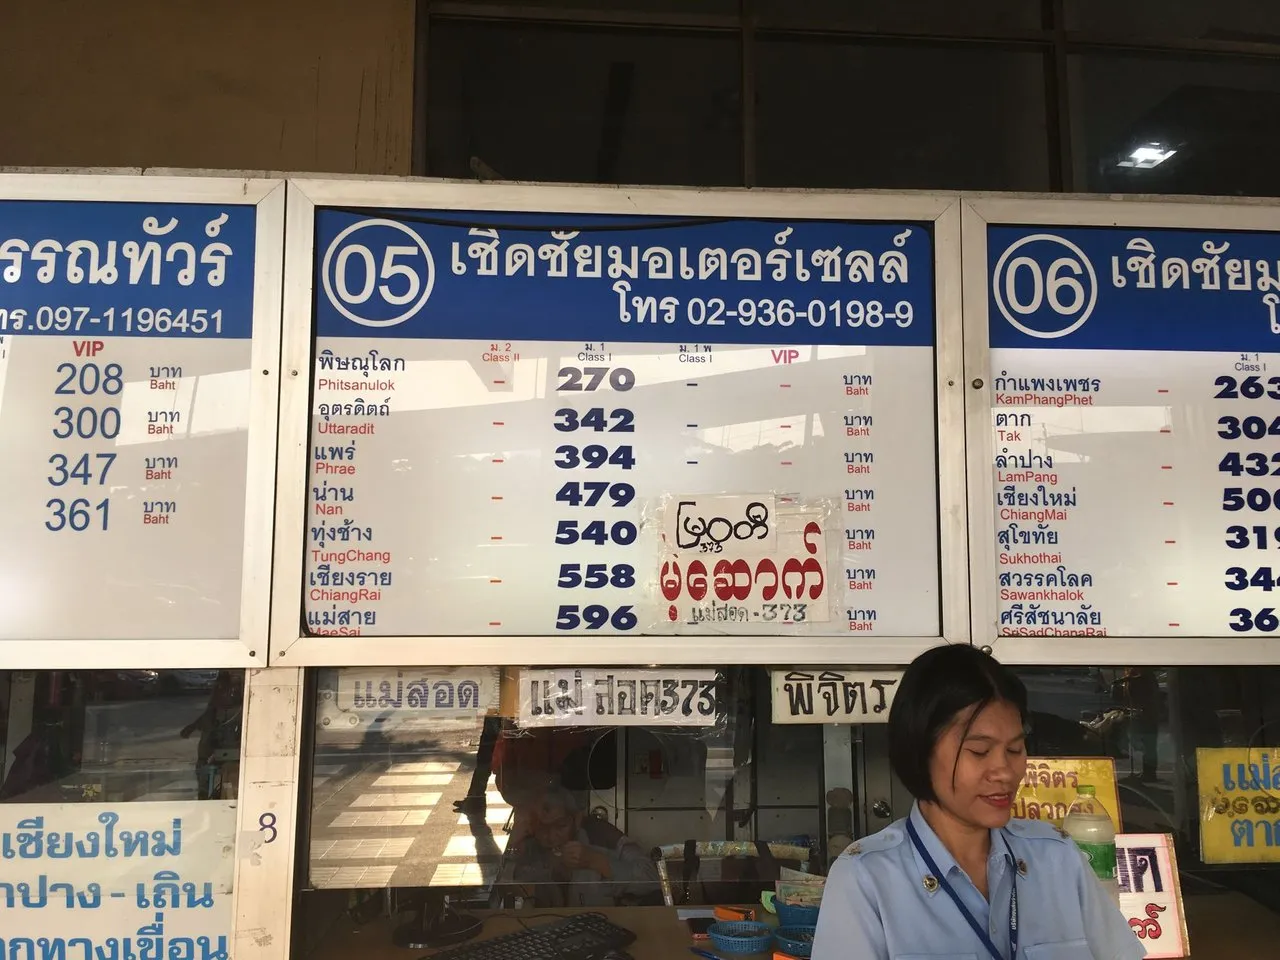 รรณทัวร์
โทร.097-1196451
VIP
208 บาท Baht
300 บาท Baht
347 บาท Baht
361 บาท Baht
05 เชิดชัยมอเตอร์เซลล์
โทร 02-936-0198-9
ม. 2 ม. 1 ม. 1 พ
Class II Class I Class I VIP
พิษณุโลก - 270 - - บาท
Phitsanulok Baht
อุตรดิตถ์ - 342 - - บาท
Uttaradit Baht
แพร่ - 394 - - บาท
Phrae Baht
น่าน - 479 บาท
Nan Baht
ทุ่งช้าง - 540 บาท
TungChang Baht
เชียงราย - 558 บาท
ChiangRai Baht
แม่สาย - 596 บาท
MaeSai Baht
မြဝတီ
373
မဲဆောက်
แม่สอด-373
06 เชิดชัยม
ม. 1
Class I
กำแพงเพชร - 263
KamPhangPhet
ตาก - 304
Tak
ลำปาง - 432
LamPang
เชียงใหม่ - 506
ChiangMai
สุโขทัย - 319
Sukhothai
สวรรคโลก - 344
Sawankhalok
ศรีสัชนาลัย - 36
SriSadChanaRai
แม่สอด
แม่สอด373
พิจิตร
พิจิตร
8
เชียงใหม่
ลำปาง - เถิน
ตาก